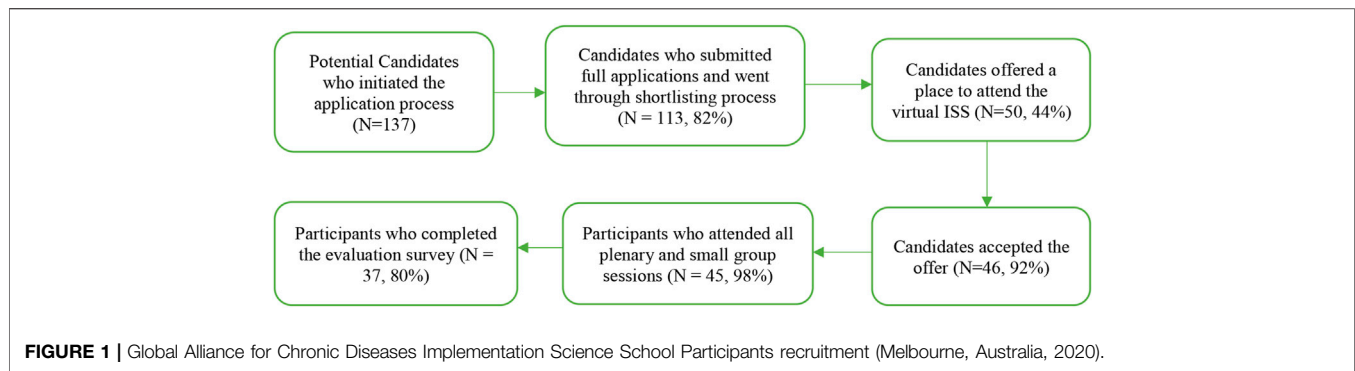 Potential Candidates
who initiated the
application process
(N=137)
Candidates who submitted
full applications and went
through shortlisting process
(N = 113, 82%)
Candidates offered a
place to attend the
virtual ISS (N=50, 44%)
Candidates accepted the
offer (N=46, 92%)
Participants who attended all
plenary and small group
sessions (N = 45, 98%)
Participants who completed
the evaluation survey (N =
37, 80%)
FIGURE 1 | Global Alliance for Chronic Diseases Implementation Science School Participants recruitment (Melbourne, Australia, 2020).